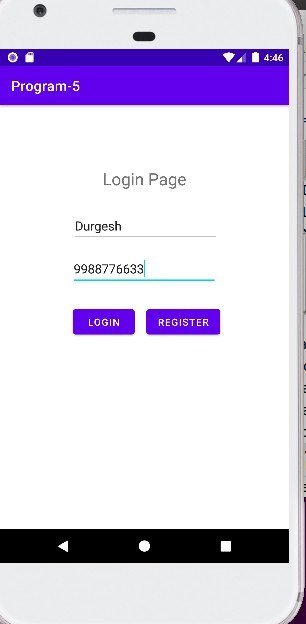 4:46
Program-5
Login Page
Durgesh
9988776633
LOGIN REGISTER